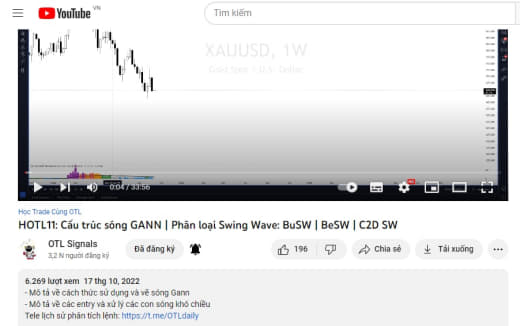 YouTube VN
Tìm kiếm
XAUUSD, 1W
Gold Spot / U.S. Dollar
0:04 / 33:56
Học Trade Cùng OTL
HOTL11: Cấu trúc sóng GANN | Phân loại Swing Wave: BuSW | BeSW | C2D SW
OTL Signals
3,2 N người đăng ký
Đã đăng ký
196
Chia sẻ
Tải xuống
6.269 lượt xem 17 thg 10, 2022
- Mô tả về cách thức sử dụng và vẽ sóng Gann
- Mô tả về các entry và xử lý các con sóng khó chiều
Tele lịch sử phân tích lệnh: https://t.me/OTLdaily